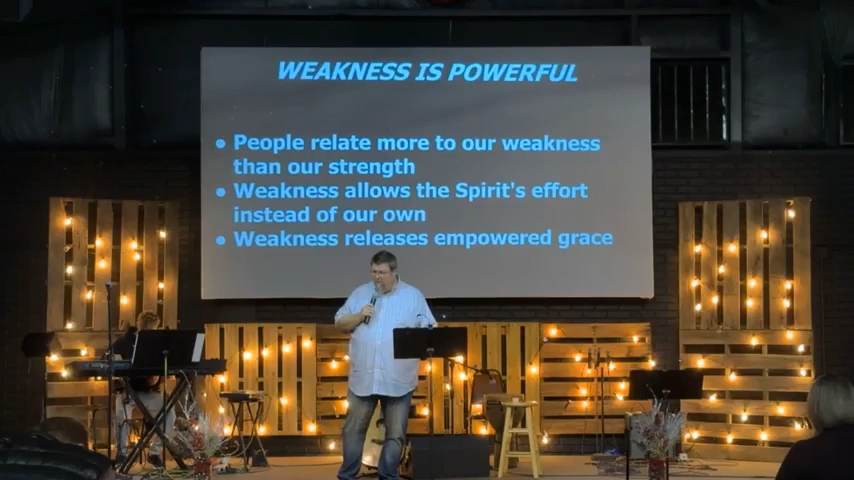 WEAKNESS IS POWERFUL
● People relate more to our weakness
than our strength
● Weakness allows the Spirit's effort
instead of our own
● Weakness releases empowered grace